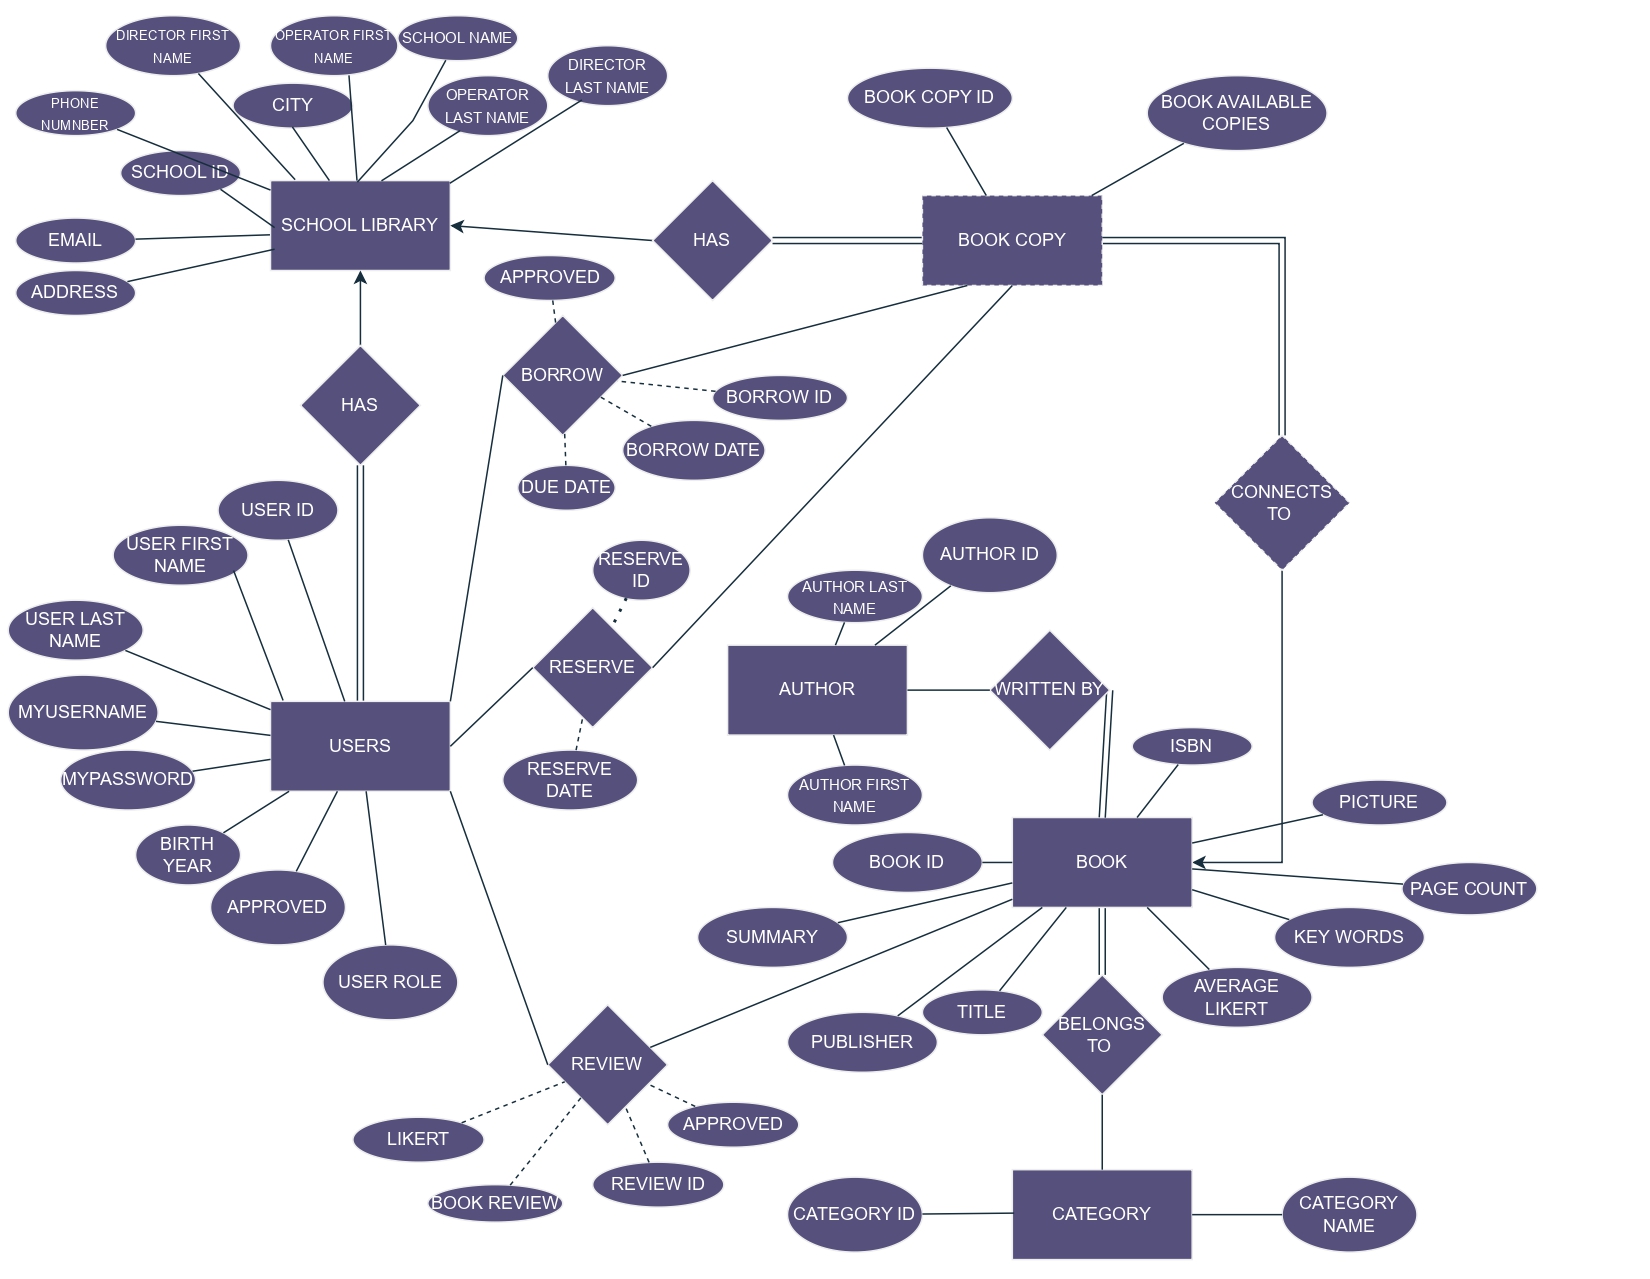 DIRECTOR FIRST
NAME
OPERATOR FIRST
NAME
SCHOOL NAME
DIRECTOR
LAST NAME
PHONE
NUMNBER
CITY
OPERATOR
LAST NAME
SCHOOL ID
EMAIL
ADDRESS
SCHOOL LIBRARY
HAS
BOOK COPY ID
BOOK AVAILABLE
COPIES
BOOK COPY
APPROVED
BORROW
BORROW ID
BORROW DATE
DUE DATE
HAS
CONNECTS
TO
USER ID
USER FIRST
NAME
USER LAST
NAME
MYUSERNAME
MYPASSWORD
USERS
BIRTH
YEAR
APPROVED
USER ROLE
RESERVE
ID
RESERVE
RESERVE
DATE
AUTHOR ID
AUTHOR LAST
NAME
AUTHOR
WRITTEN BY
AUTHOR FIRST
NAME
ISBN
PICTURE
BOOK ID
BOOK
PAGE COUNT
SUMMARY
KEY WORDS
TITLE
AVERAGE
LIKERT
PUBLISHER
BELONGS
TO
REVIEW
LIKERT
APPROVED
BOOK REVIEW
REVIEW ID
CATEGORY ID
CATEGORY
CATEGORY
NAME